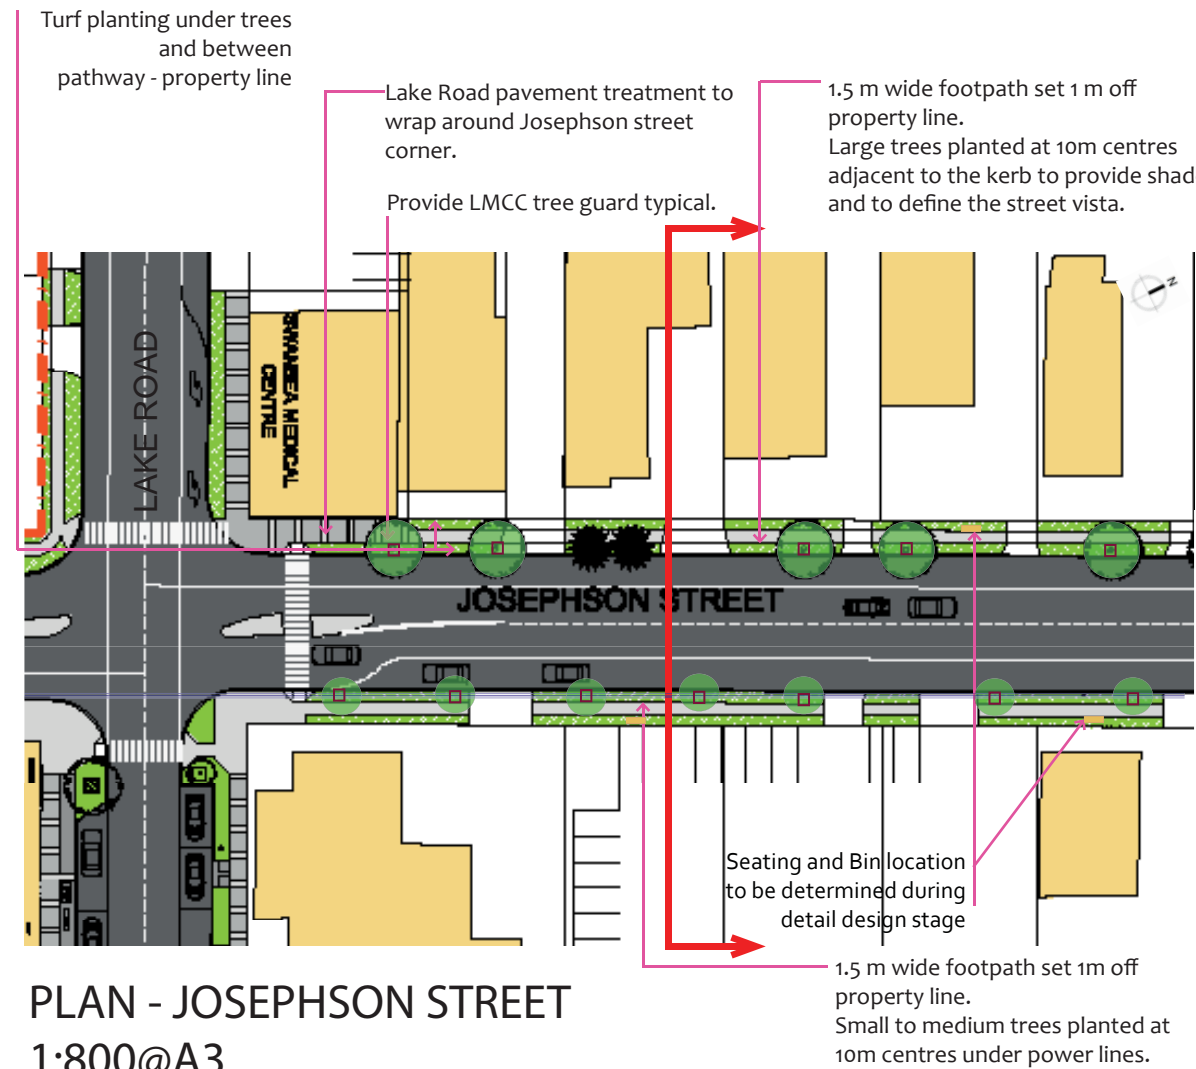 Turf planting under trees
and between
pathway - property line
Lake Road pavement treatment to
wrap around Josephson street
corner.
Provide LMCC tree guard typical.
1.5 m wide footpath set 1 m off
property line.
Large trees planted at 10m centres
adjacent to the kerb to provide shad
and to define the street vista.
N
LAKE ROAD
SWANSEA MEDICAL
CENTRE
JOSEPHSON STREET
Seating and Bin location
to be determined during
detail design stage
1.5 m wide footpath set 1m off
property line.
Small to medium trees planted at
10m centres under power lines.
PLAN - JOSEPHSON STREET
1:800@A3